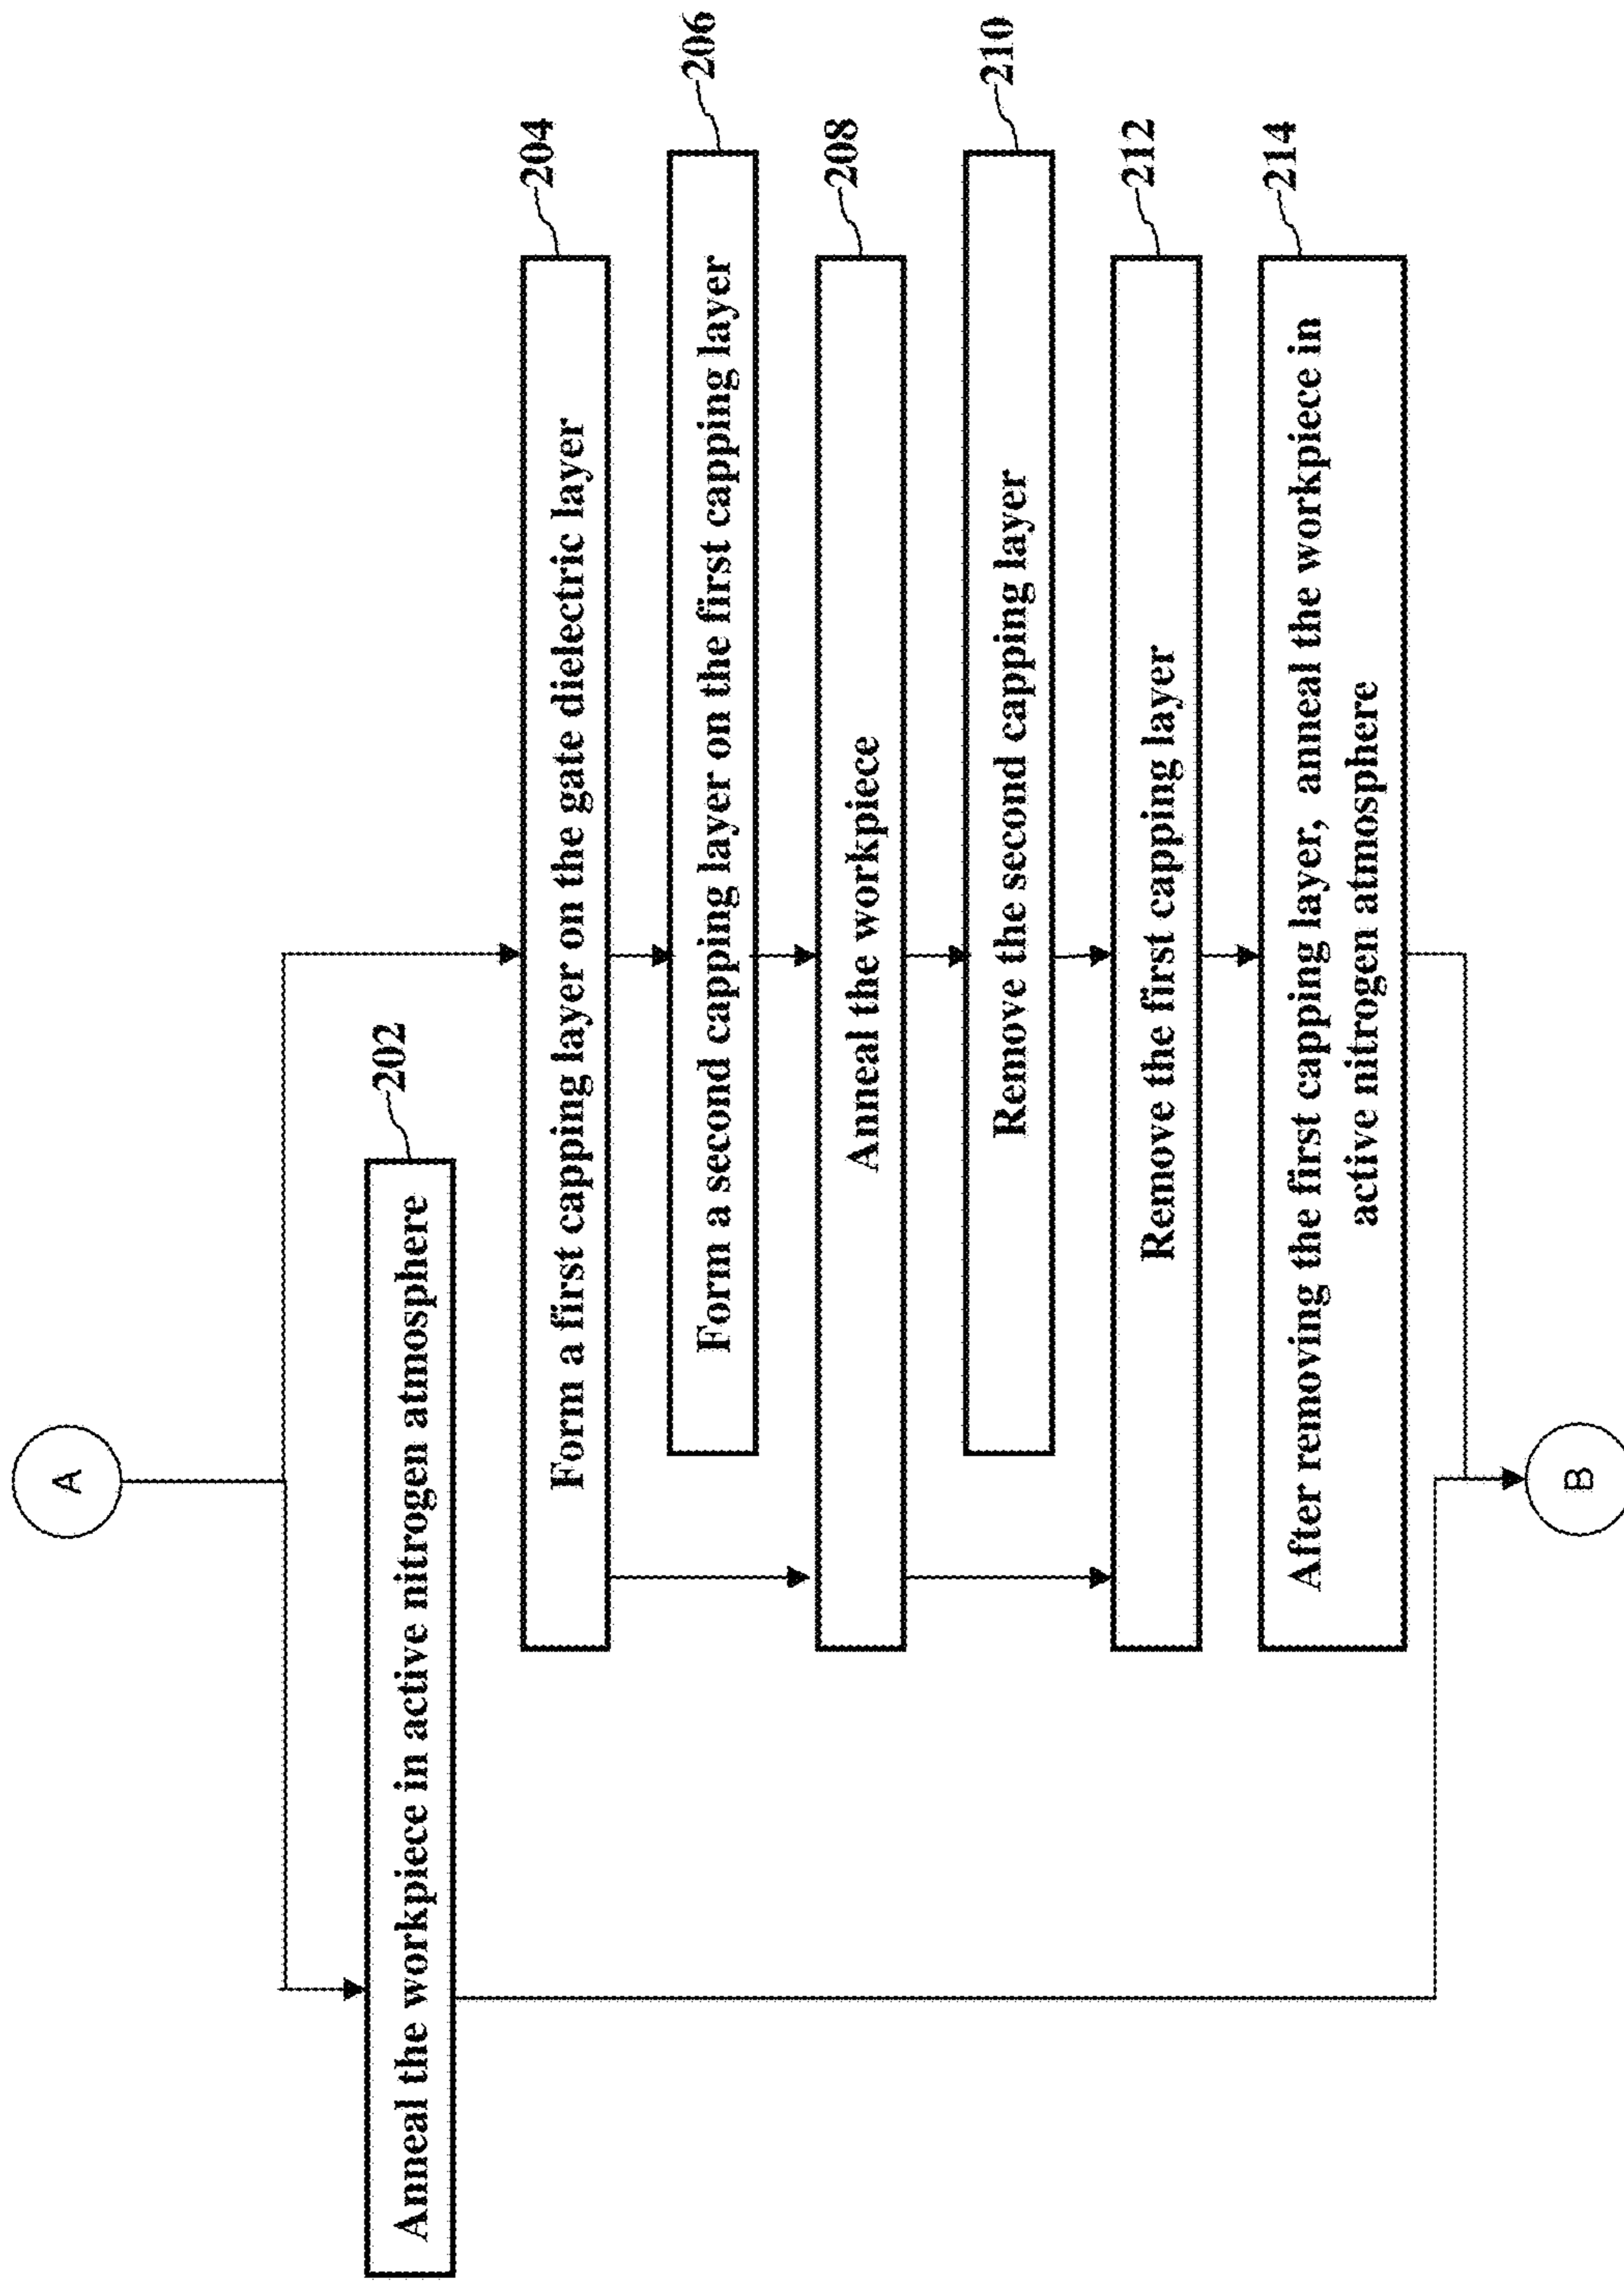 A
Anneal the workpiece in active nitrogen atmosphere
202
Form a first capping layer on the gate dielectric layer
204
Form a second capping layer on the first capping layer
206
Anneal the workpiece
208
Remove the second capping layer
210
Remove the first capping layer
212
After removing the first capping layer, anneal the workpiece in
active nitrogen atmosphere
214
B